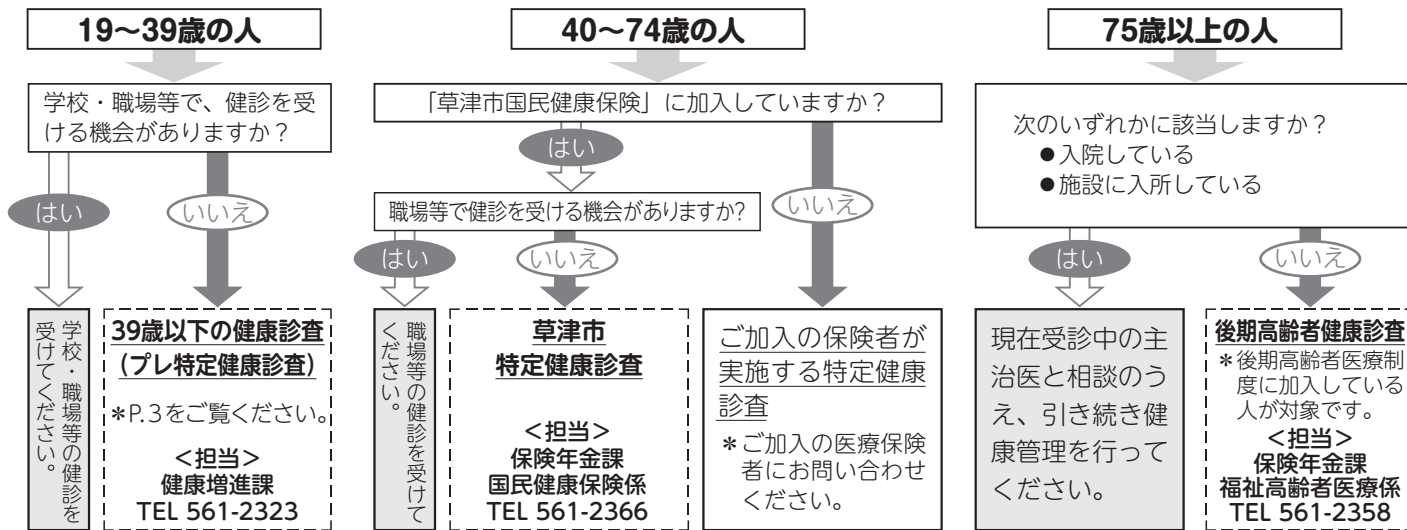 19～39歳の人
学校・職場等で、健診を受
ける機会がありますか？
はい
いいえ
学校・職場等の健診を
受けてください。
39歳以下の健康診査
(プレ特定健康診査)
＊P.3をご覧ください。
＜担当＞
健康増進課
TEL 561-2323
40～74歳の人
「草津市国民健康保険」に加入していますか？
はい
いいえ
職場等で健診を受ける機会がありますか?
はい
いいえ
職場等の健診を受けて
ください。
草津市
特定健康診査
＜担当＞
保険年金課
国民健康保険係
TEL 561-2366
ご加入の保険者が
実施する特定健康
診査
＊ご加入の医療保険
者にお問い合わせ
ください。
75歳以上の人
次のいずれかに該当しますか？
●入院している
●施設に入所している
はい
いいえ
現在受診中の主
治医と相談のう
え、引き続き健
康管理を行って
ください。
後期高齢者健康診査
＊後期高齢者医療制
度に加入している
人が対象です。
＜担当＞
保険年金課
福祉高齢者医療係
TEL 561-2358